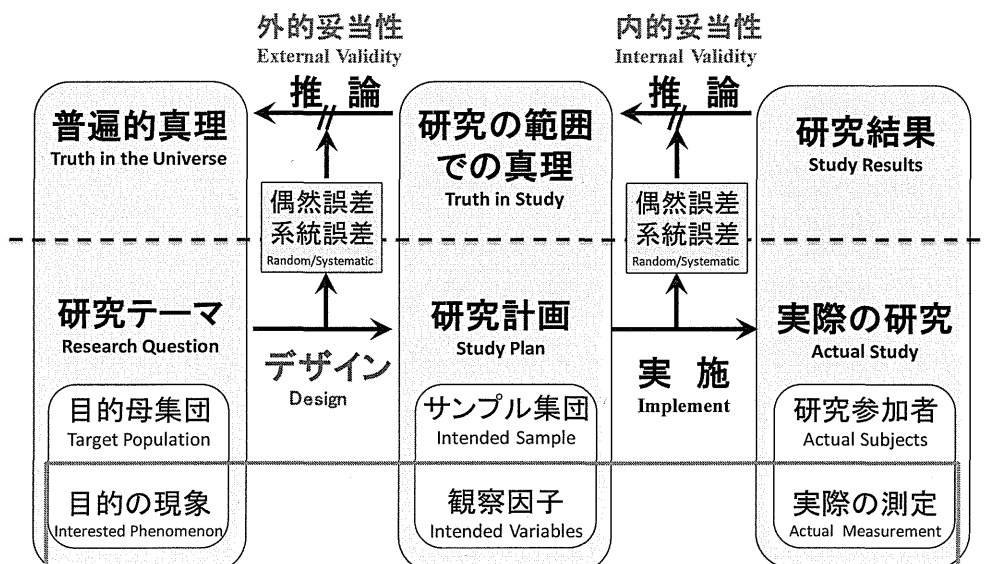 外的妥当性
External Validity
内的妥当性
Internal Validity
推 論
推 論
普遍的真理
Truth in the Universe
研究の範囲
での真理
Truth in Study
研究結果
Study Results
偶然誤差
系統誤差
Random/Systematic
偶然誤差
系統誤差
Random/Systematic
研究テーマ
Research Question
デザイン
Design
研究計画
Study Plan
実 施
Implement
実際の研究
Actual Study
目的母集団
Target Population
サンプル集団
Intended Sample
研究参加者
Actual Subjects
目的の現象
Interested Phenomenon
観察因子
Intended Variables
実際の測定
Actual Measurement